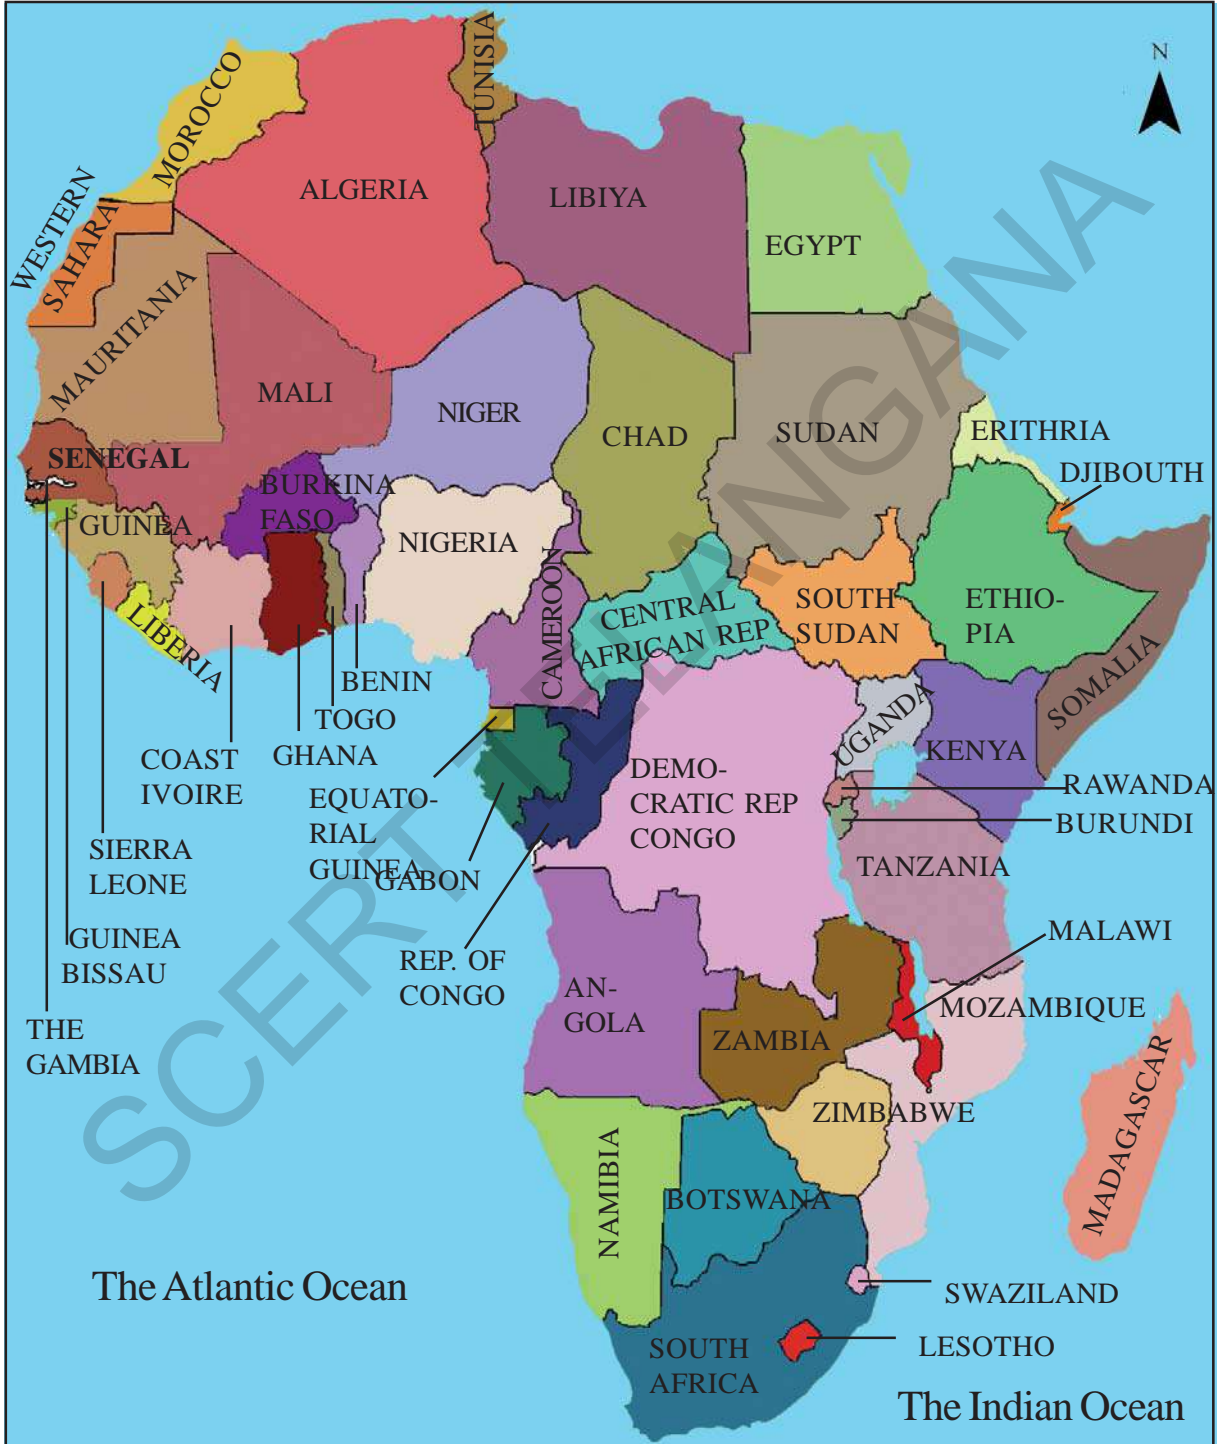 N
TUNISIA
MOROCCO
ALGERIA
LIBIYA
EGYPT
WESTERN
SAHARA
MAURITANIA
MALI
NIGER
CHAD
SUDAN
ERITHRIA
DJIBOUTH
SENEGAL
BURKINA
FASO
GUINEA
NIGERIA
CAMEROON
CENTRAL
AFRICAN REP
SOUTH
SUDAN
ETHIO-
PIA
SOMALIA
LIBERIA
BENIN
TOGO
GHANA
COAST
IVOIRE
EQUATO-
RIAL
GUINEA
GABON
SIERRA
LEONE
GUINEA
BISSAU
THE
GAMBIA
REP. OF
CONGO
DEMO-
CRATIC REP
CONGO
UGANDA
KENYA
RAWANDA
BURUNDI
TANZANIA
MALAWI
AN-
GOLA
ZAMBIA
MOZAMBIQUE
ZIMBABWE
MADAGASCAR
NAMIBIA
BOTSWANA
SWAZILAND
LESOTHO
SOUTH
AFRICA
The Atlantic Ocean
The Indian Ocean
SCERT TELANGANA